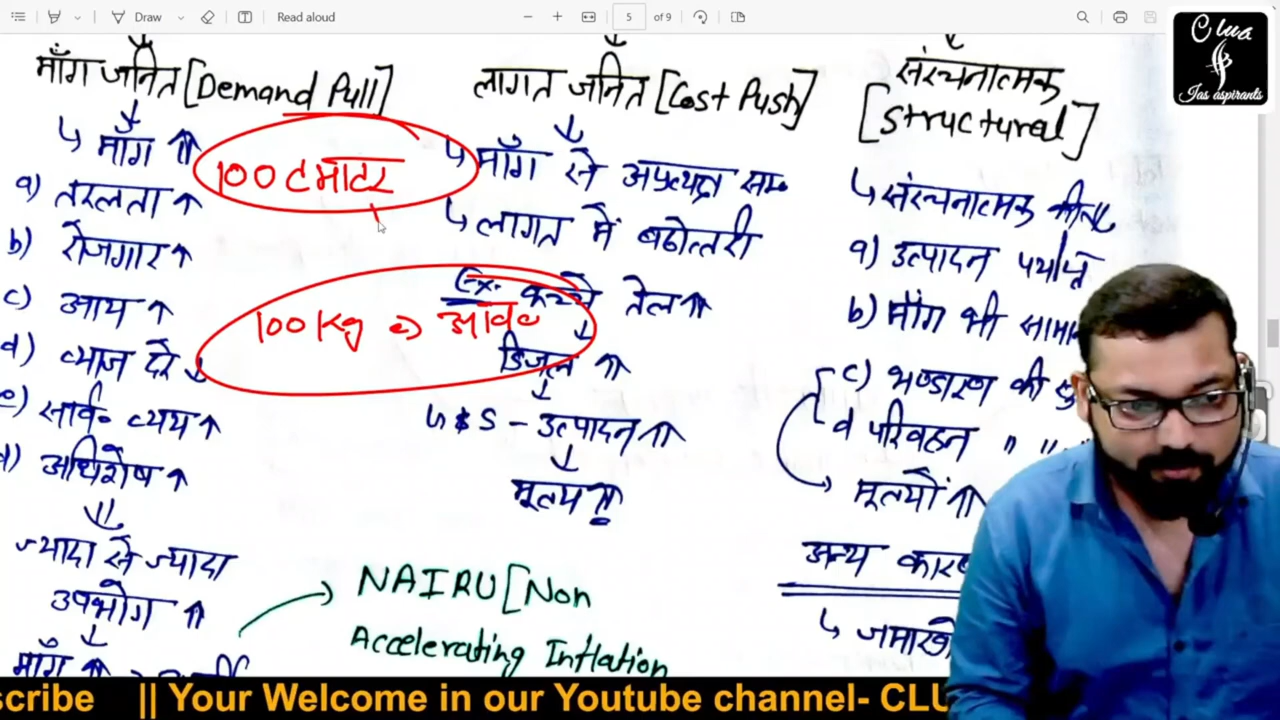 Draw
Read aloud
5 of 9
Clua
Ias aspirants
माँग जनित [Demand Pull]
↳ माँग ⇑
a) तरलता ↑
b) रोजगार ↑
c) आय ↑
d) व्याज दरे ↓
e) सार्व॰ व्यय ↑
अधिशेष ↑
ज्यादा से ज्यादा
उपभोग ⇑
माँग ⇑
100 टमाटर
100 Kg
लागत जनित [Cost Push]
↳ माँग से अप्रत्यक्ष सम॰
↳ लागत में बढोत्तरी
Ex. कच्चे तेल ⇑
डिजल ⇑
↳ $ S - उत्पादन ⇑
मूल्य ⇑
संरचनात्मक
[Structural]
↳ संरचनात्मक
a) उत्पादन पर्याप्त
b) माँग भी
c) भण्डारण की
d परिवहन " "
मूल्यों ⇑
अन्य
↳
NAIRU [Non
Accelerating Inflation
|| Your Welcome in our Youtube channel- CLU